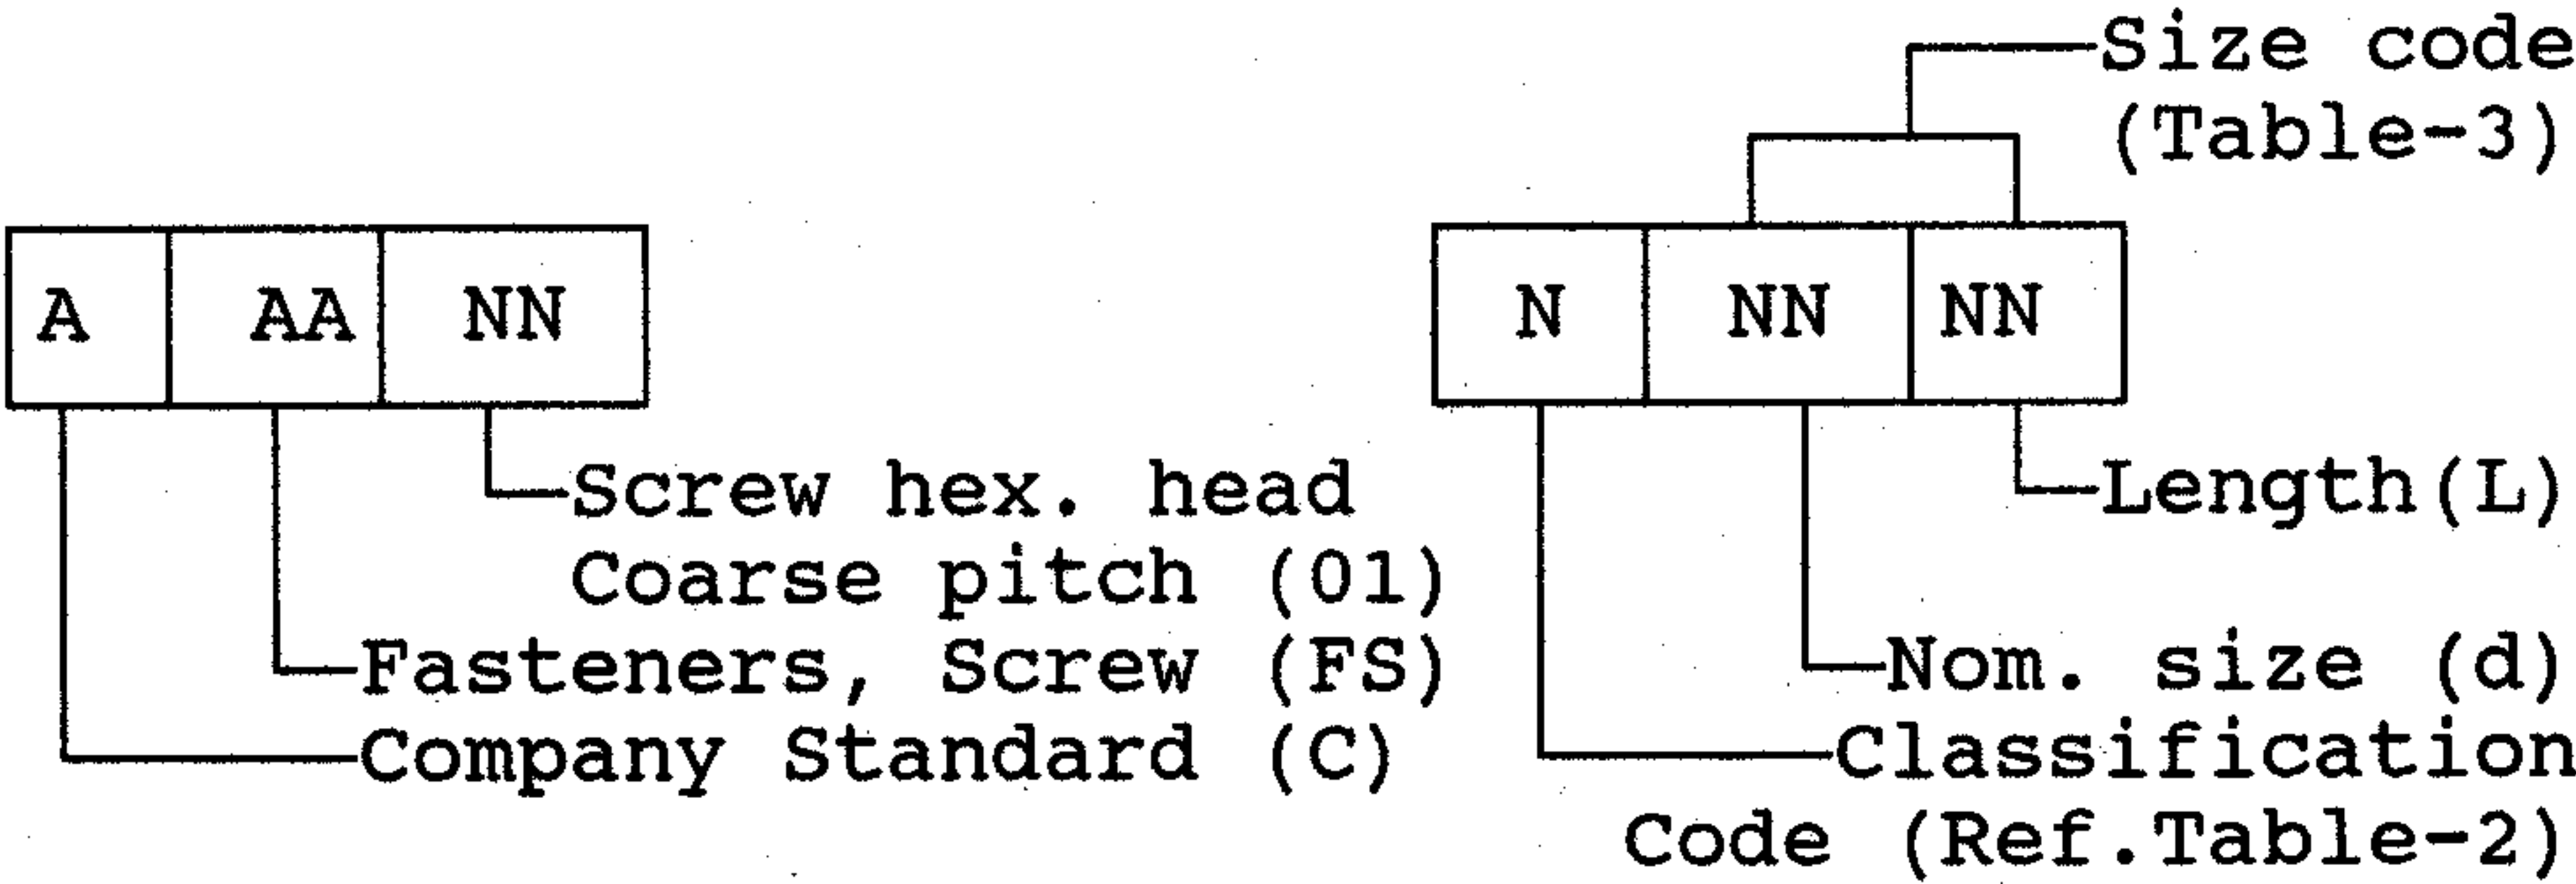 Size code
(Table-3)
A AA NN
N NN NN
Screw hex. head
Coarse pitch (01)
Fasteners, Screw (FS)
Company Standard (C)
Length(L)
Nom. size (d)
Classification
Code (Ref.Table-2)